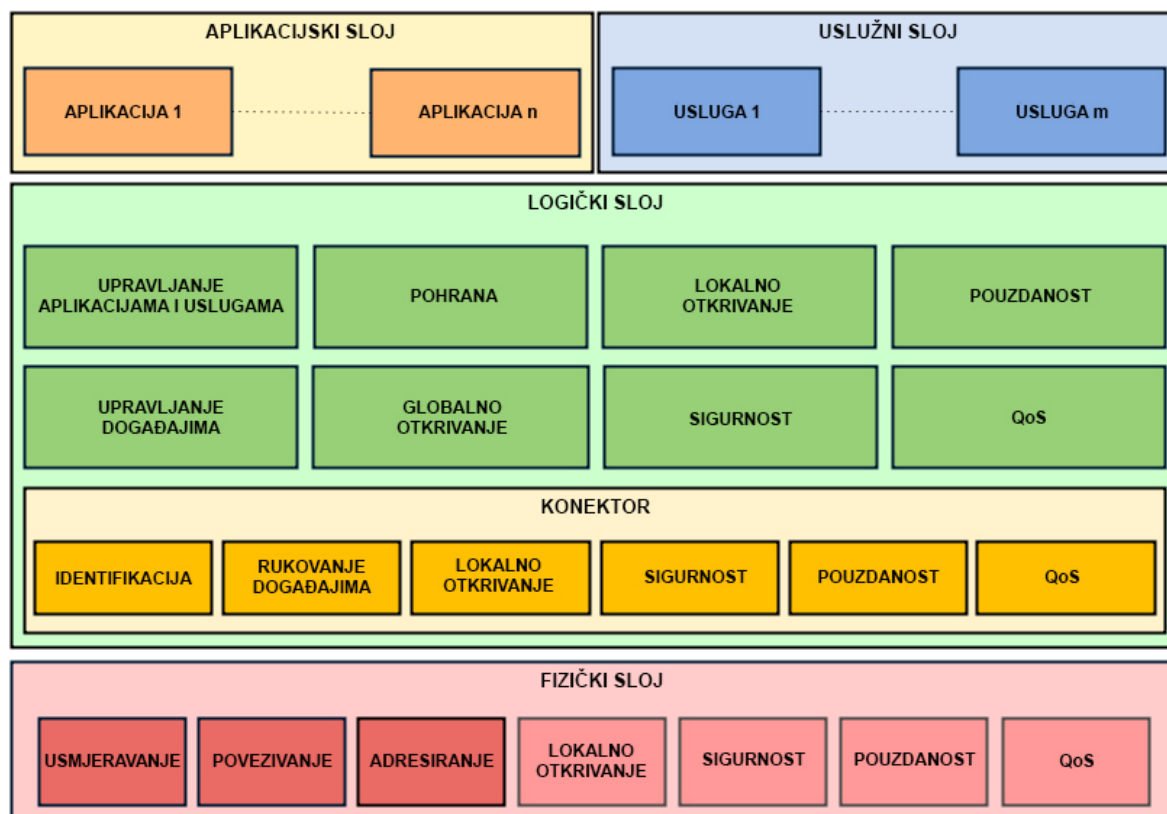 APLIKACIJSKI SLOJ
APLIKACIJA 1
APLIKACIJA n
USLUŽNI SLOJ
USLUGA 1
USLUGA m
LOGIČKI SLOJ
UPRAVLJANJE
APLIKACIJAMA I USLUGAMA
POHRANA
LOKALNO
OTKRIVANJE
POUZDANOST
UPRAVLJANJE
DOGAĐAJIMA
GLOBALNO
OTKRIVANJE
SIGURNOST
QoS
KONEKTOR
IDENTIFIKACIJA
RUKOVANJE
DOGAĐAJIMA
LOKALNO
OTKRIVANJE
SIGURNOST
POUZDANOST
QoS
FIZIČKI SLOJ
USMJERAVANJE
POVEZIVANJE
ADRESIRANJE
LOKALNO
OTKRIVANJE
SIGURNOST
POUZDANOST
QoS